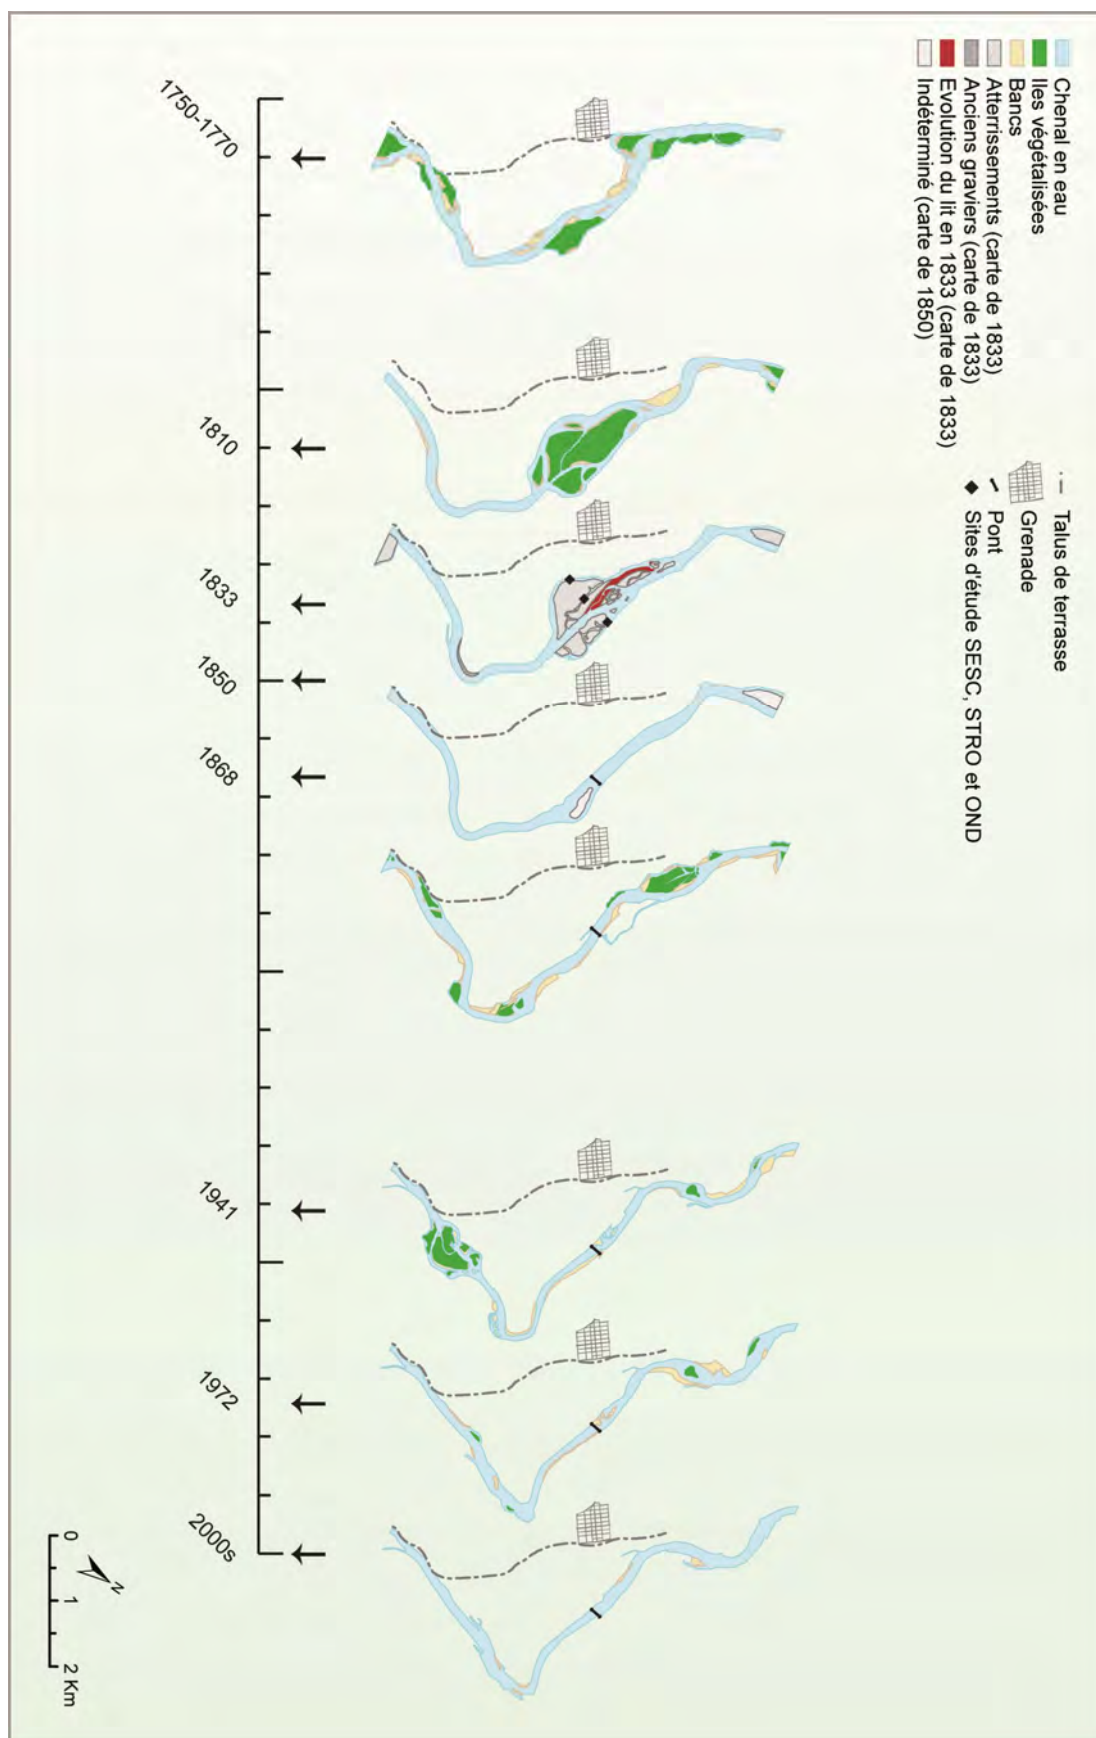 Chenal en eau
Iles végétalisées
Bancs
Atterrissements (carte de 1833)
Anciens graviers (carte de 1833)
Evolution du lit en 1833 (carte de 1833)
Indéterminé (carte de 1850)
Talus de terrasse
Grenade
Pont
Sites d'étude SESC, STRO et OND
1750-1770
1810
1833
1850
1868
1941
1972
2000s
N
0 1 2 Km